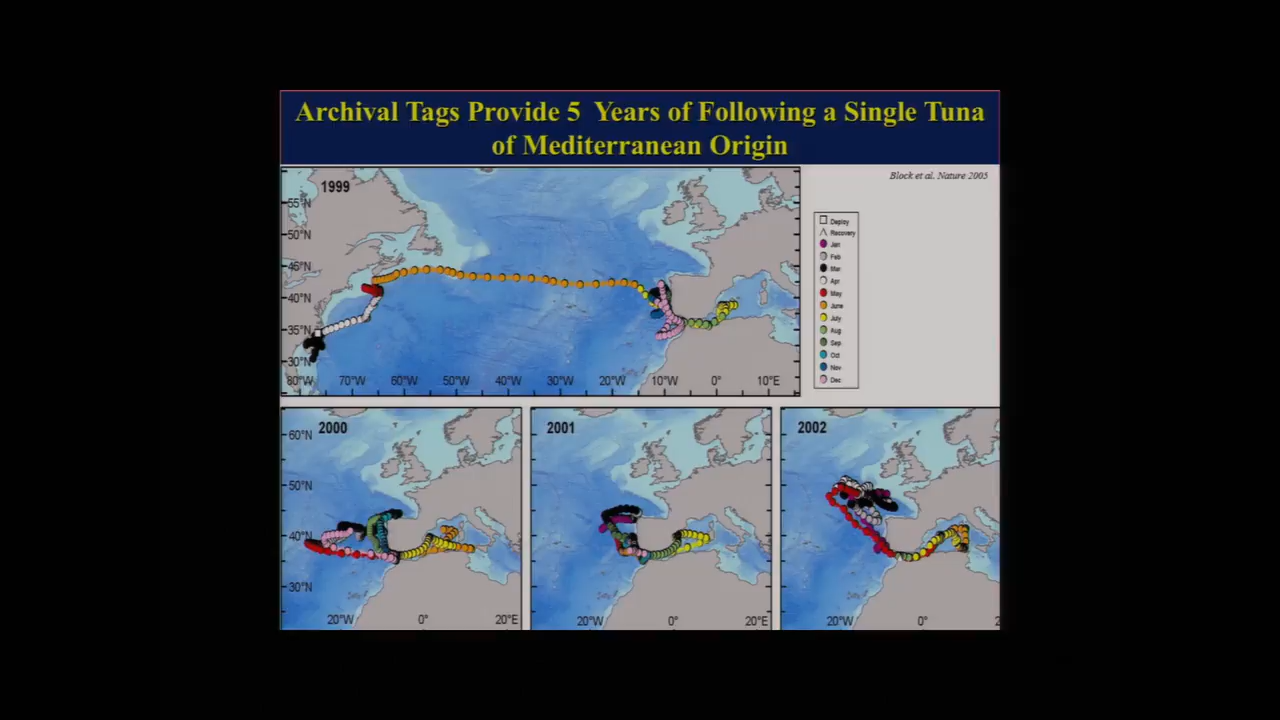 Archival Tags Provide 5 Years of Following a Single Tuna
of Mediterranean Origin
Block et al. Nature 2005
1999
55°N
50°N
45°N
40°N
35°N
30°N
80°W 70°W 60°W 50°W 40°W 30°W 20°W 10°W 0° 10°E
Deploy
Recovery
Jan
Feb
Mar
Apr
May
June
July
Aug
Sep
Oct
Nov
Dec
2000
60°N
50°N
40°N
30°N
20°W 0° 20°E
2001
20°W 0° 20°E
2002
20°W 0° 2